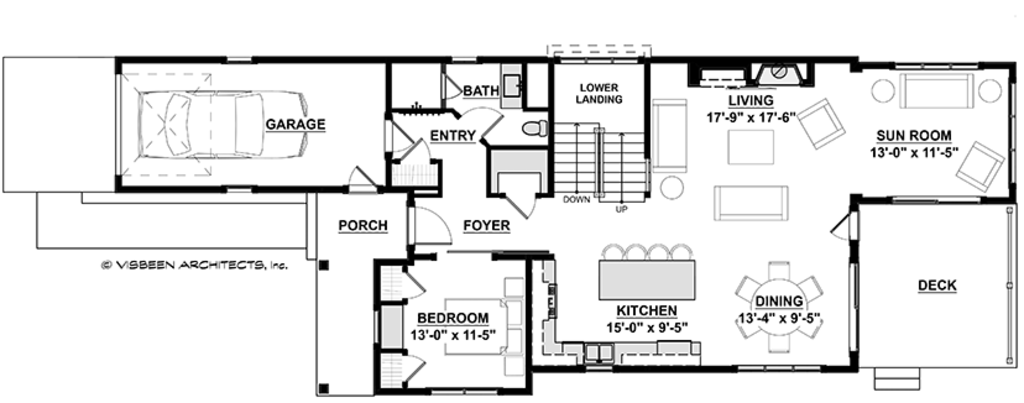 LOWER
LANDING
BATH
LIVING
17'-9" x 17'-6"
GARAGE
ENTRY
SUN ROOM
13'-0" x 11'-5"
DOWN
UP
PORCH
FOYER
© VISBEEN ARCHITECTS, Inc.
DECK
BEDROOM
13'-0" x 11'-5"
KITCHEN
15'-0" x 9'-5"
DINING
13'-4" x 9'-5"